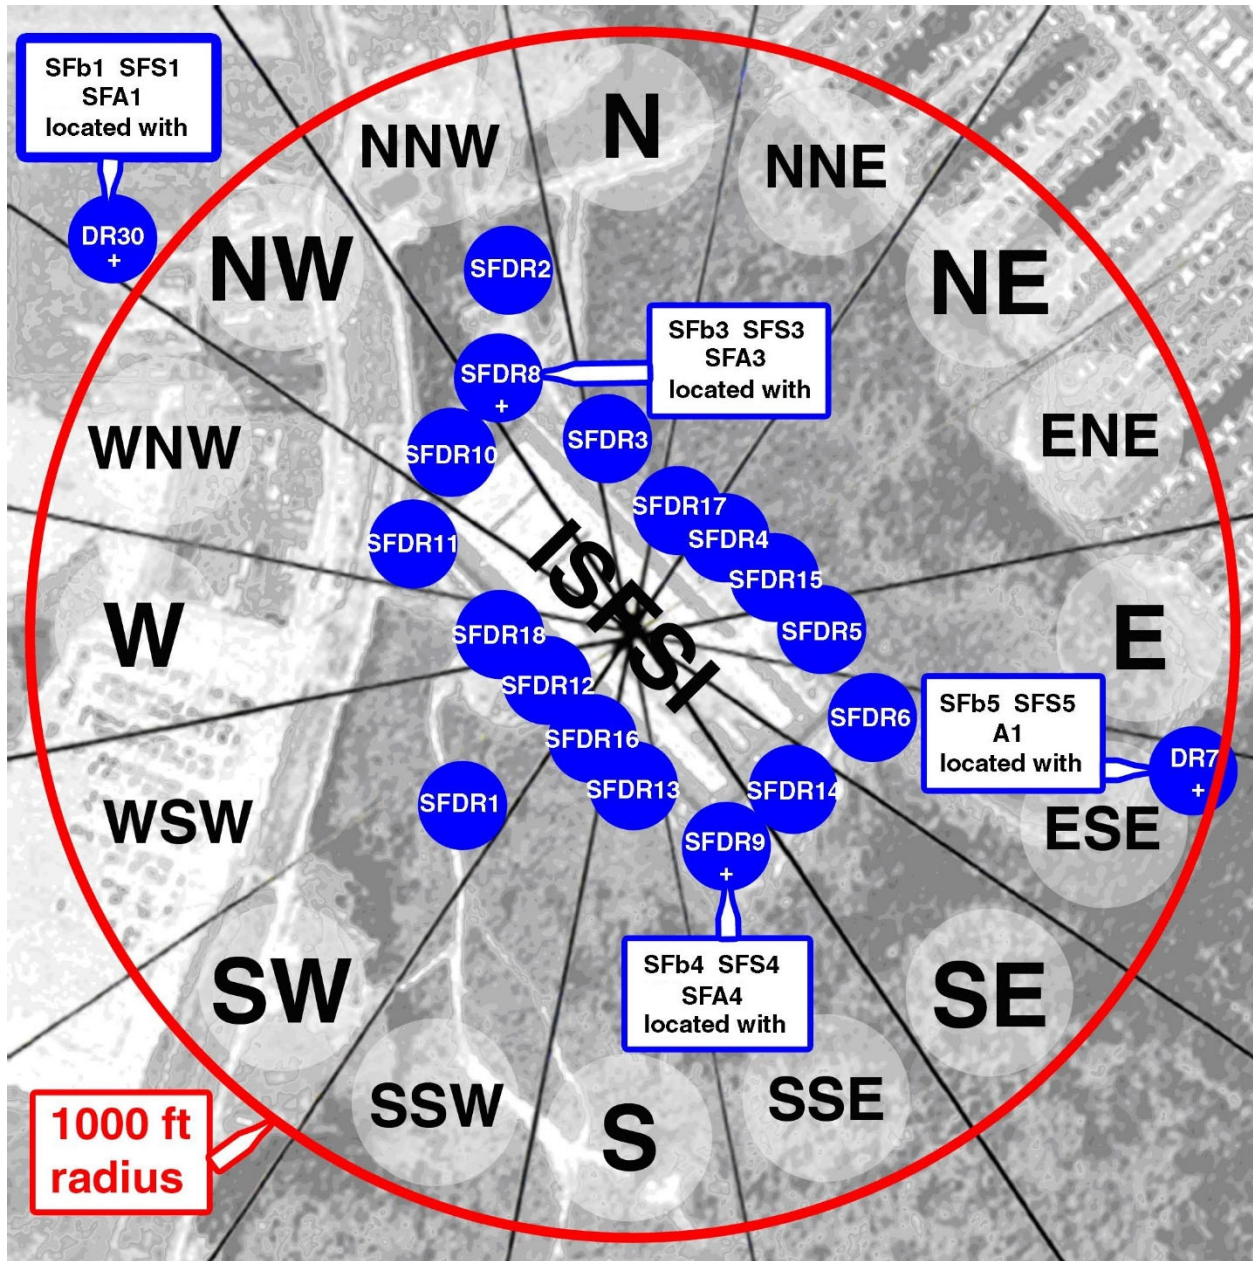 SFb1 SFS1
SFA1
located with
N
NNW
NNE
DR30
+
NW
SFDR2
NE
SFb3 SFS3
SFA3
located with
SFDR8
+
WNW
SFDR10
SFDR3
ENE
SFDR17
SFDR11
SFDR4
ISFSI
SFDR15
W
SFDR18
SFDR5
E
SFDR12
SFb5 SFS5
A1
located with
SFDR6
SFDR16
DR7
+
WSW
SFDR1
SFDR13
SFDR14
ESE
SFDR9
+
SW
SFb4 SFS4
SFA4
located with
SE
1000 ft
radius
SSW
S
SSE